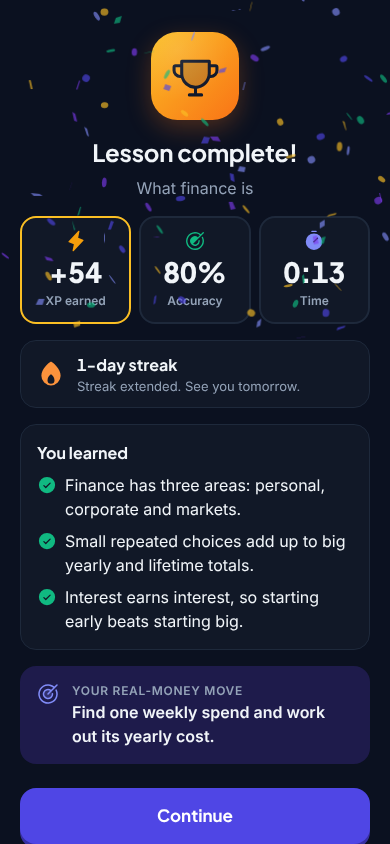 Lesson complete!
What finance is
+54
XP earned
80%
Accuracy
0:13
Time
1-day streak
Streak extended. See you tomorrow.
You learned
Finance has three areas: personal,
corporate and markets.
Small repeated choices add up to big
yearly and lifetime totals.
Interest earns interest, so starting
early beats starting big.
YOUR REAL-MONEY MOVE
Find one weekly spend and work
out its yearly cost.
Continue